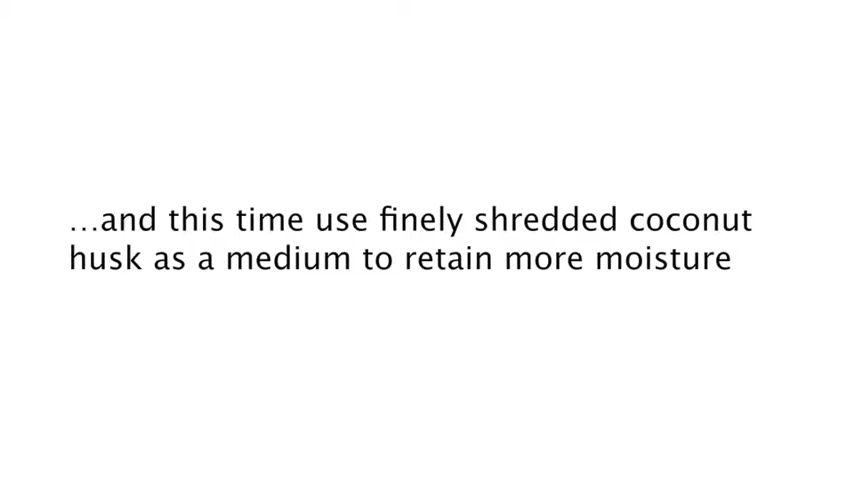 …and this time use finely shredded coconut
husk as a medium to retain more moisture